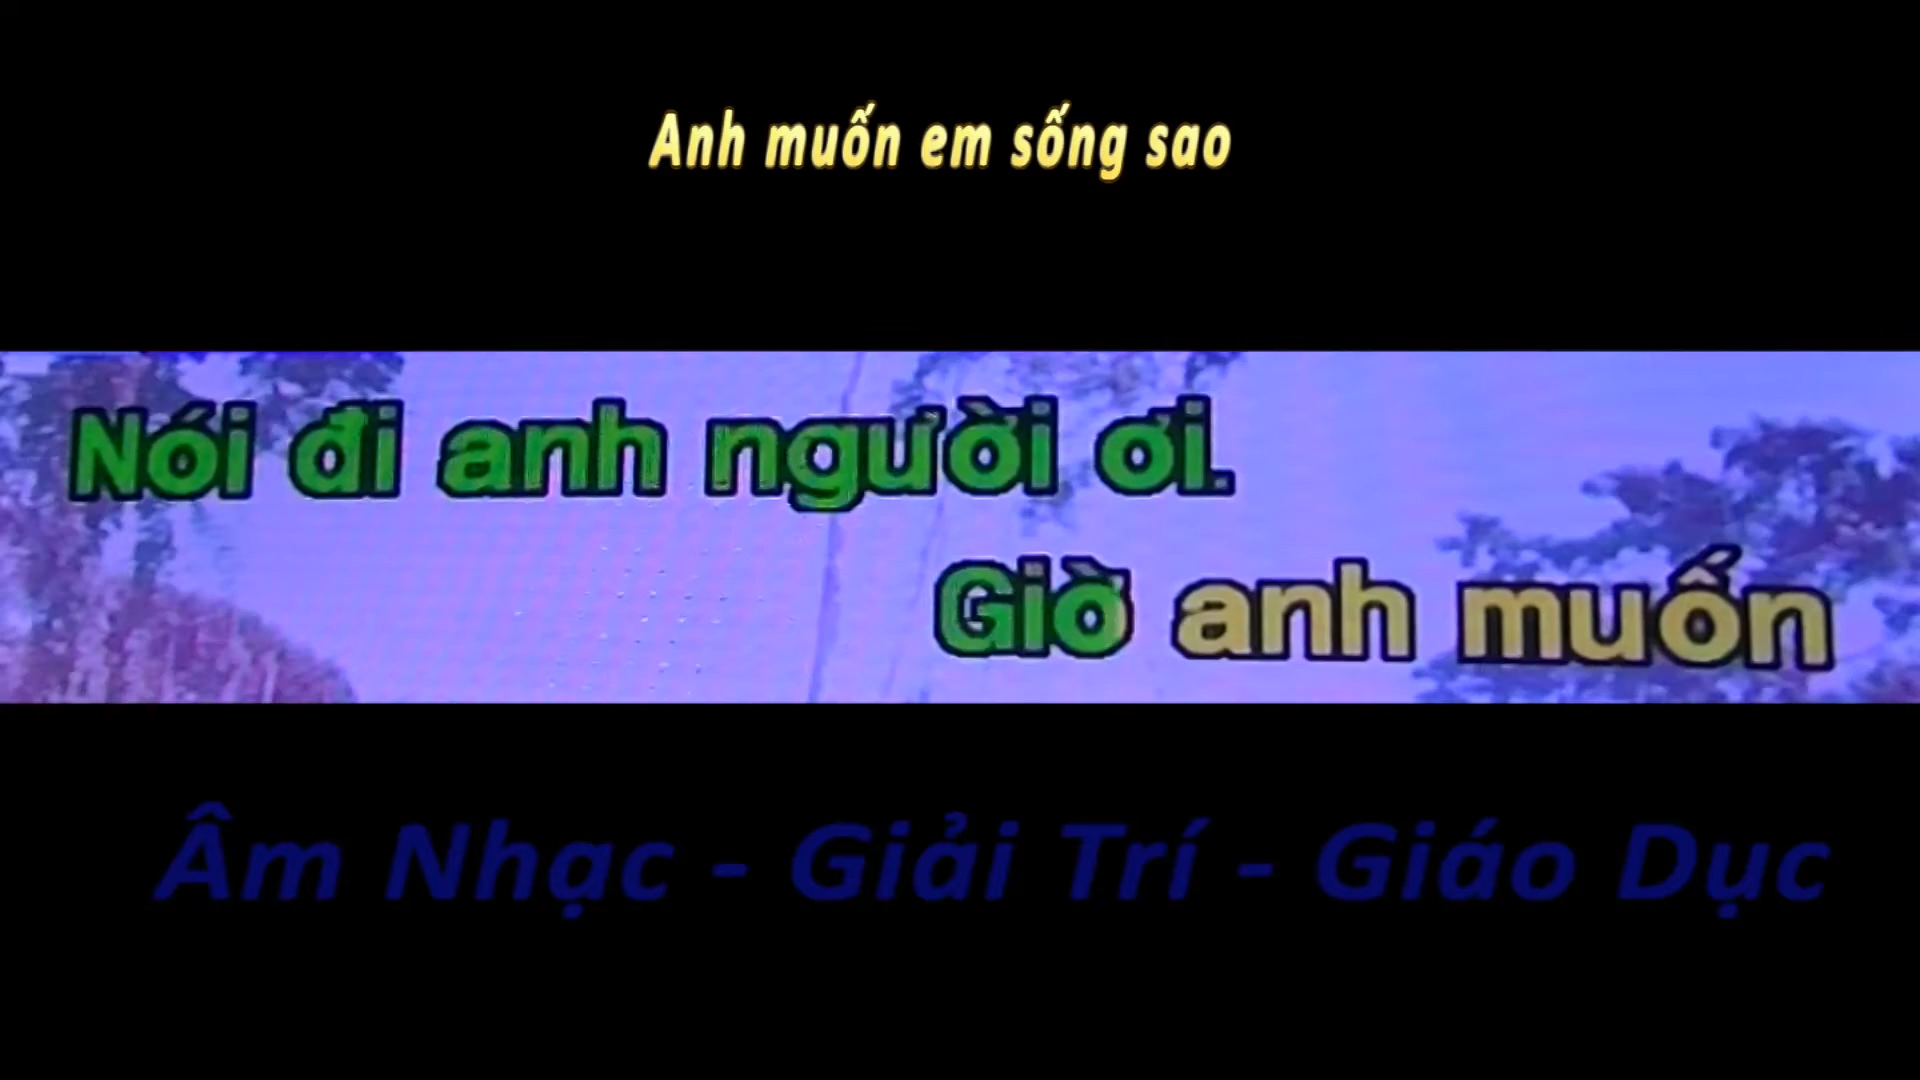 Anh muốn em sống sao
Nói đi anh người ơi.
Giờ anh muốn
Âm Nhạc - Giải Trí - Giáo Dục